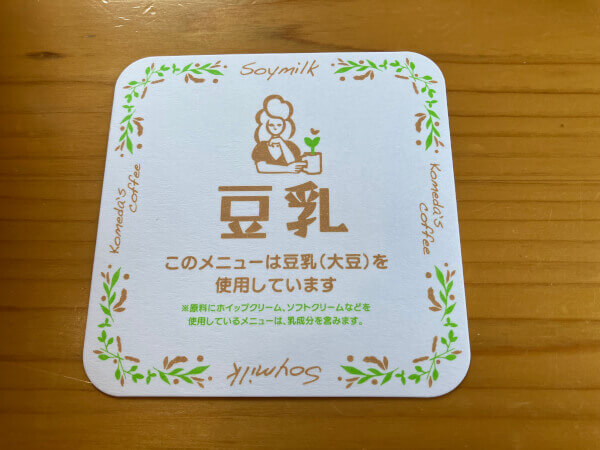 Soymilk
Komeda's
Coffee
Komeda's
Coffee
豆乳
このメニューは豆乳(大豆)を
使用しています
※原料にホイップクリーム、ソフトクリームなどを
使用しているメニューは、乳成分を含みます。
Soymilk